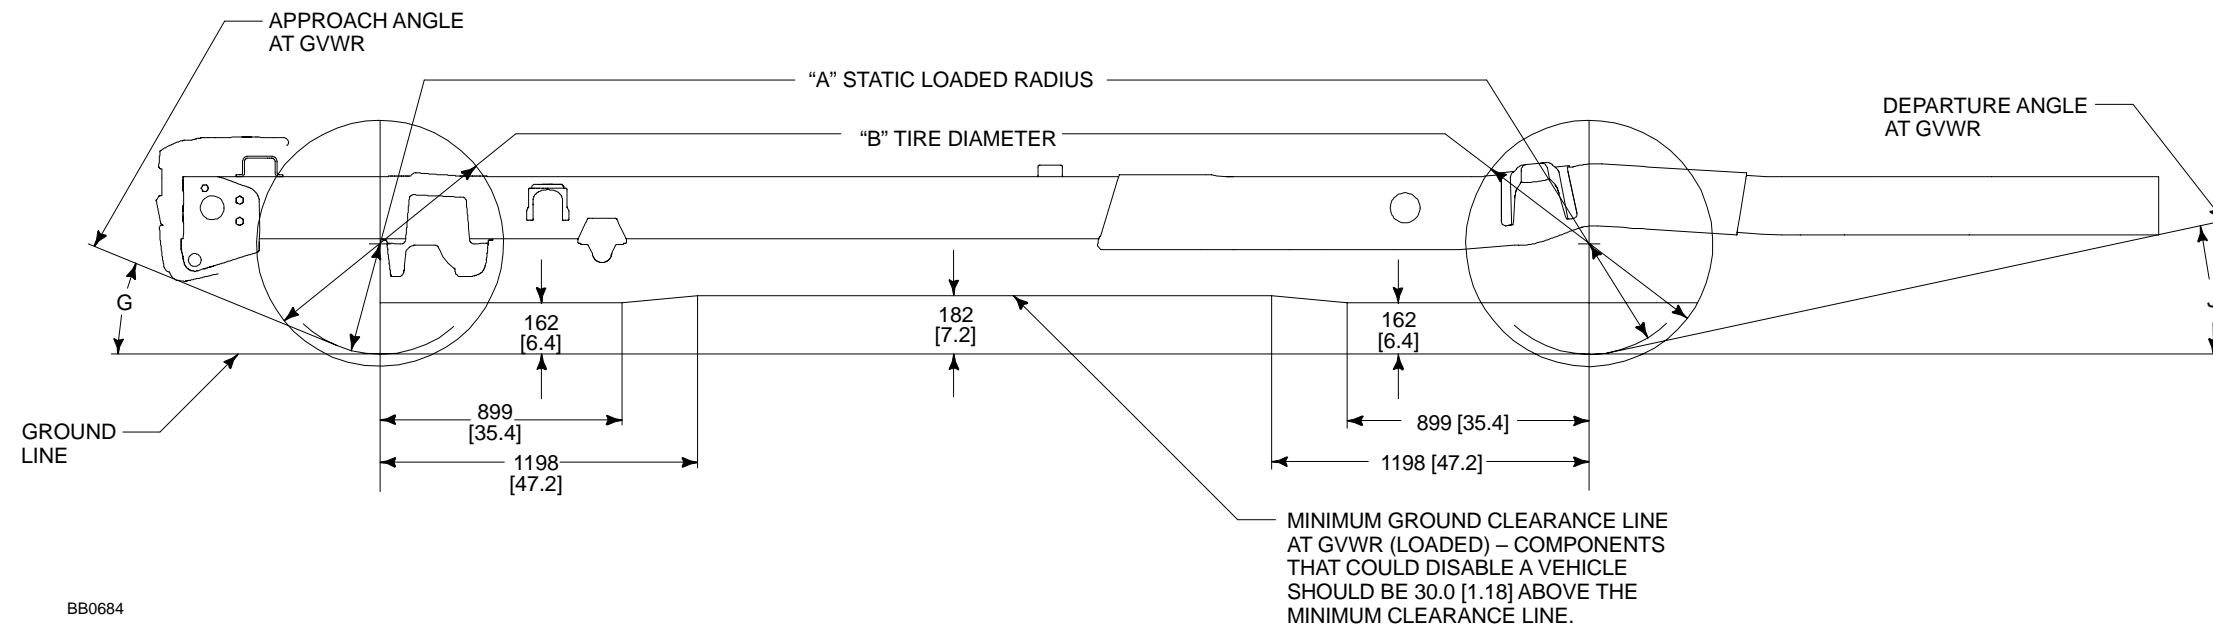 APPROACH ANGLE
AT GVWR
“A” STATIC LOADED RADIUS
DEPARTURE ANGLE
AT GVWR
“B” TIRE DIAMETER
G
162
[6.4]
182
[7.2]
162
[6.4]
899
[35.4]
899 [35.4]
GROUND
LINE
1198
[47.2]
1198 [47.2]
MINIMUM GROUND CLEARANCE LINE
AT GVWR (LOADED) – COMPONENTS
THAT COULD DISABLE A VEHICLE
SHOULD BE 30.0 [1.18] ABOVE THE
MINIMUM CLEARANCE LINE.
BB0684